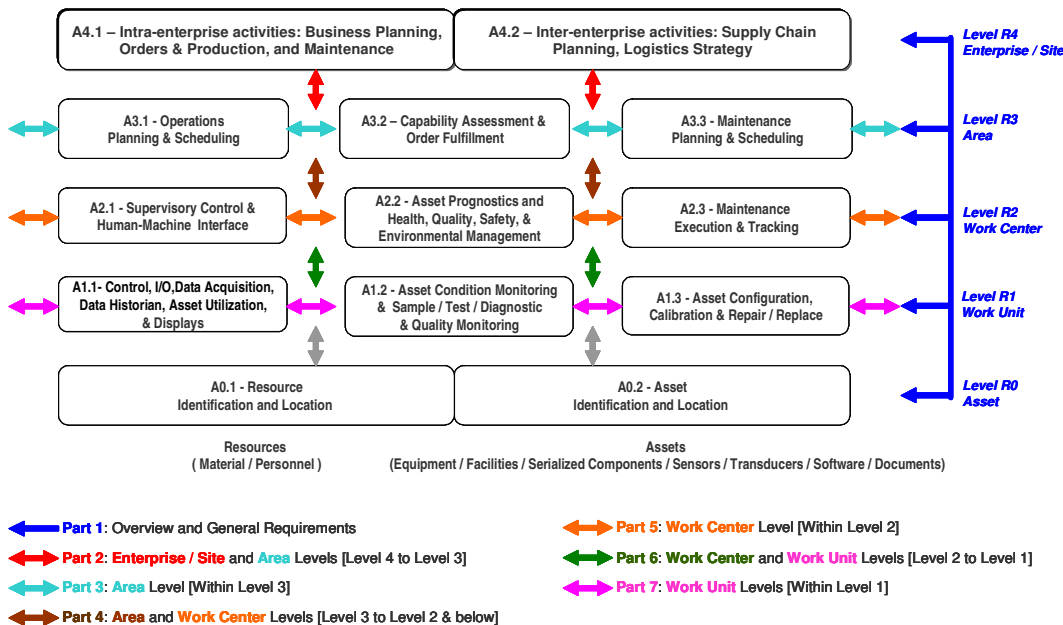 A4.1 – Intra-enterprise activities: Business Planning,
Orders & Production, and Maintenance
A4.2 – Inter-enterprise activities: Supply Chain
Planning, Logistics Strategy
Level R4
Enterprise / Site
A3.1 - Operations
Planning & Scheduling
A3.2 – Capability Assessment &
Order Fulfillment
A3.3 - Maintenance
Planning & Scheduling
Level R3
Area
A2.1 - Supervisory Control &
Human-Machine Interface
A2.2 - Asset Prognostics and
Health, Quality, Safety, &
Environmental Management
A2.3 - Maintenance
Execution & Tracking
Level R2
Work Center
A1.1- Control, I/O,Data Acquisition,
Data Historian, Asset Utilization,
& Displays
A1.2 - Asset Condition Monitoring
& Sample / Test / Diagnostic
& Quality Monitoring
A1.3 - Asset Configuration,
Calibration & Repair / Replace
Level R1
Work Unit
A0.1 - Resource
Identification and Location
A0.2 - Asset
Identification and Location
Level R0
Asset
Resources
( Material / Personnel )
Assets
(Equipment / Facilities / Serialized Components / Sensors / Transducers / Software / Documents)
Part 1: Overview and General Requirements
Part 2: Enterprise / Site and Area Levels [Level 4 to Level 3]
Part 3: Area Level [Within Level 3]
Part 4: Area and Work Center Levels [Level 3 to Level 2 & below]
Part 5: Work Center Level [Within Level 2]
Part 6: Work Center and Work Unit Levels [Level 2 to Level 1]
Part 7: Work Unit Levels [Within Level 1]